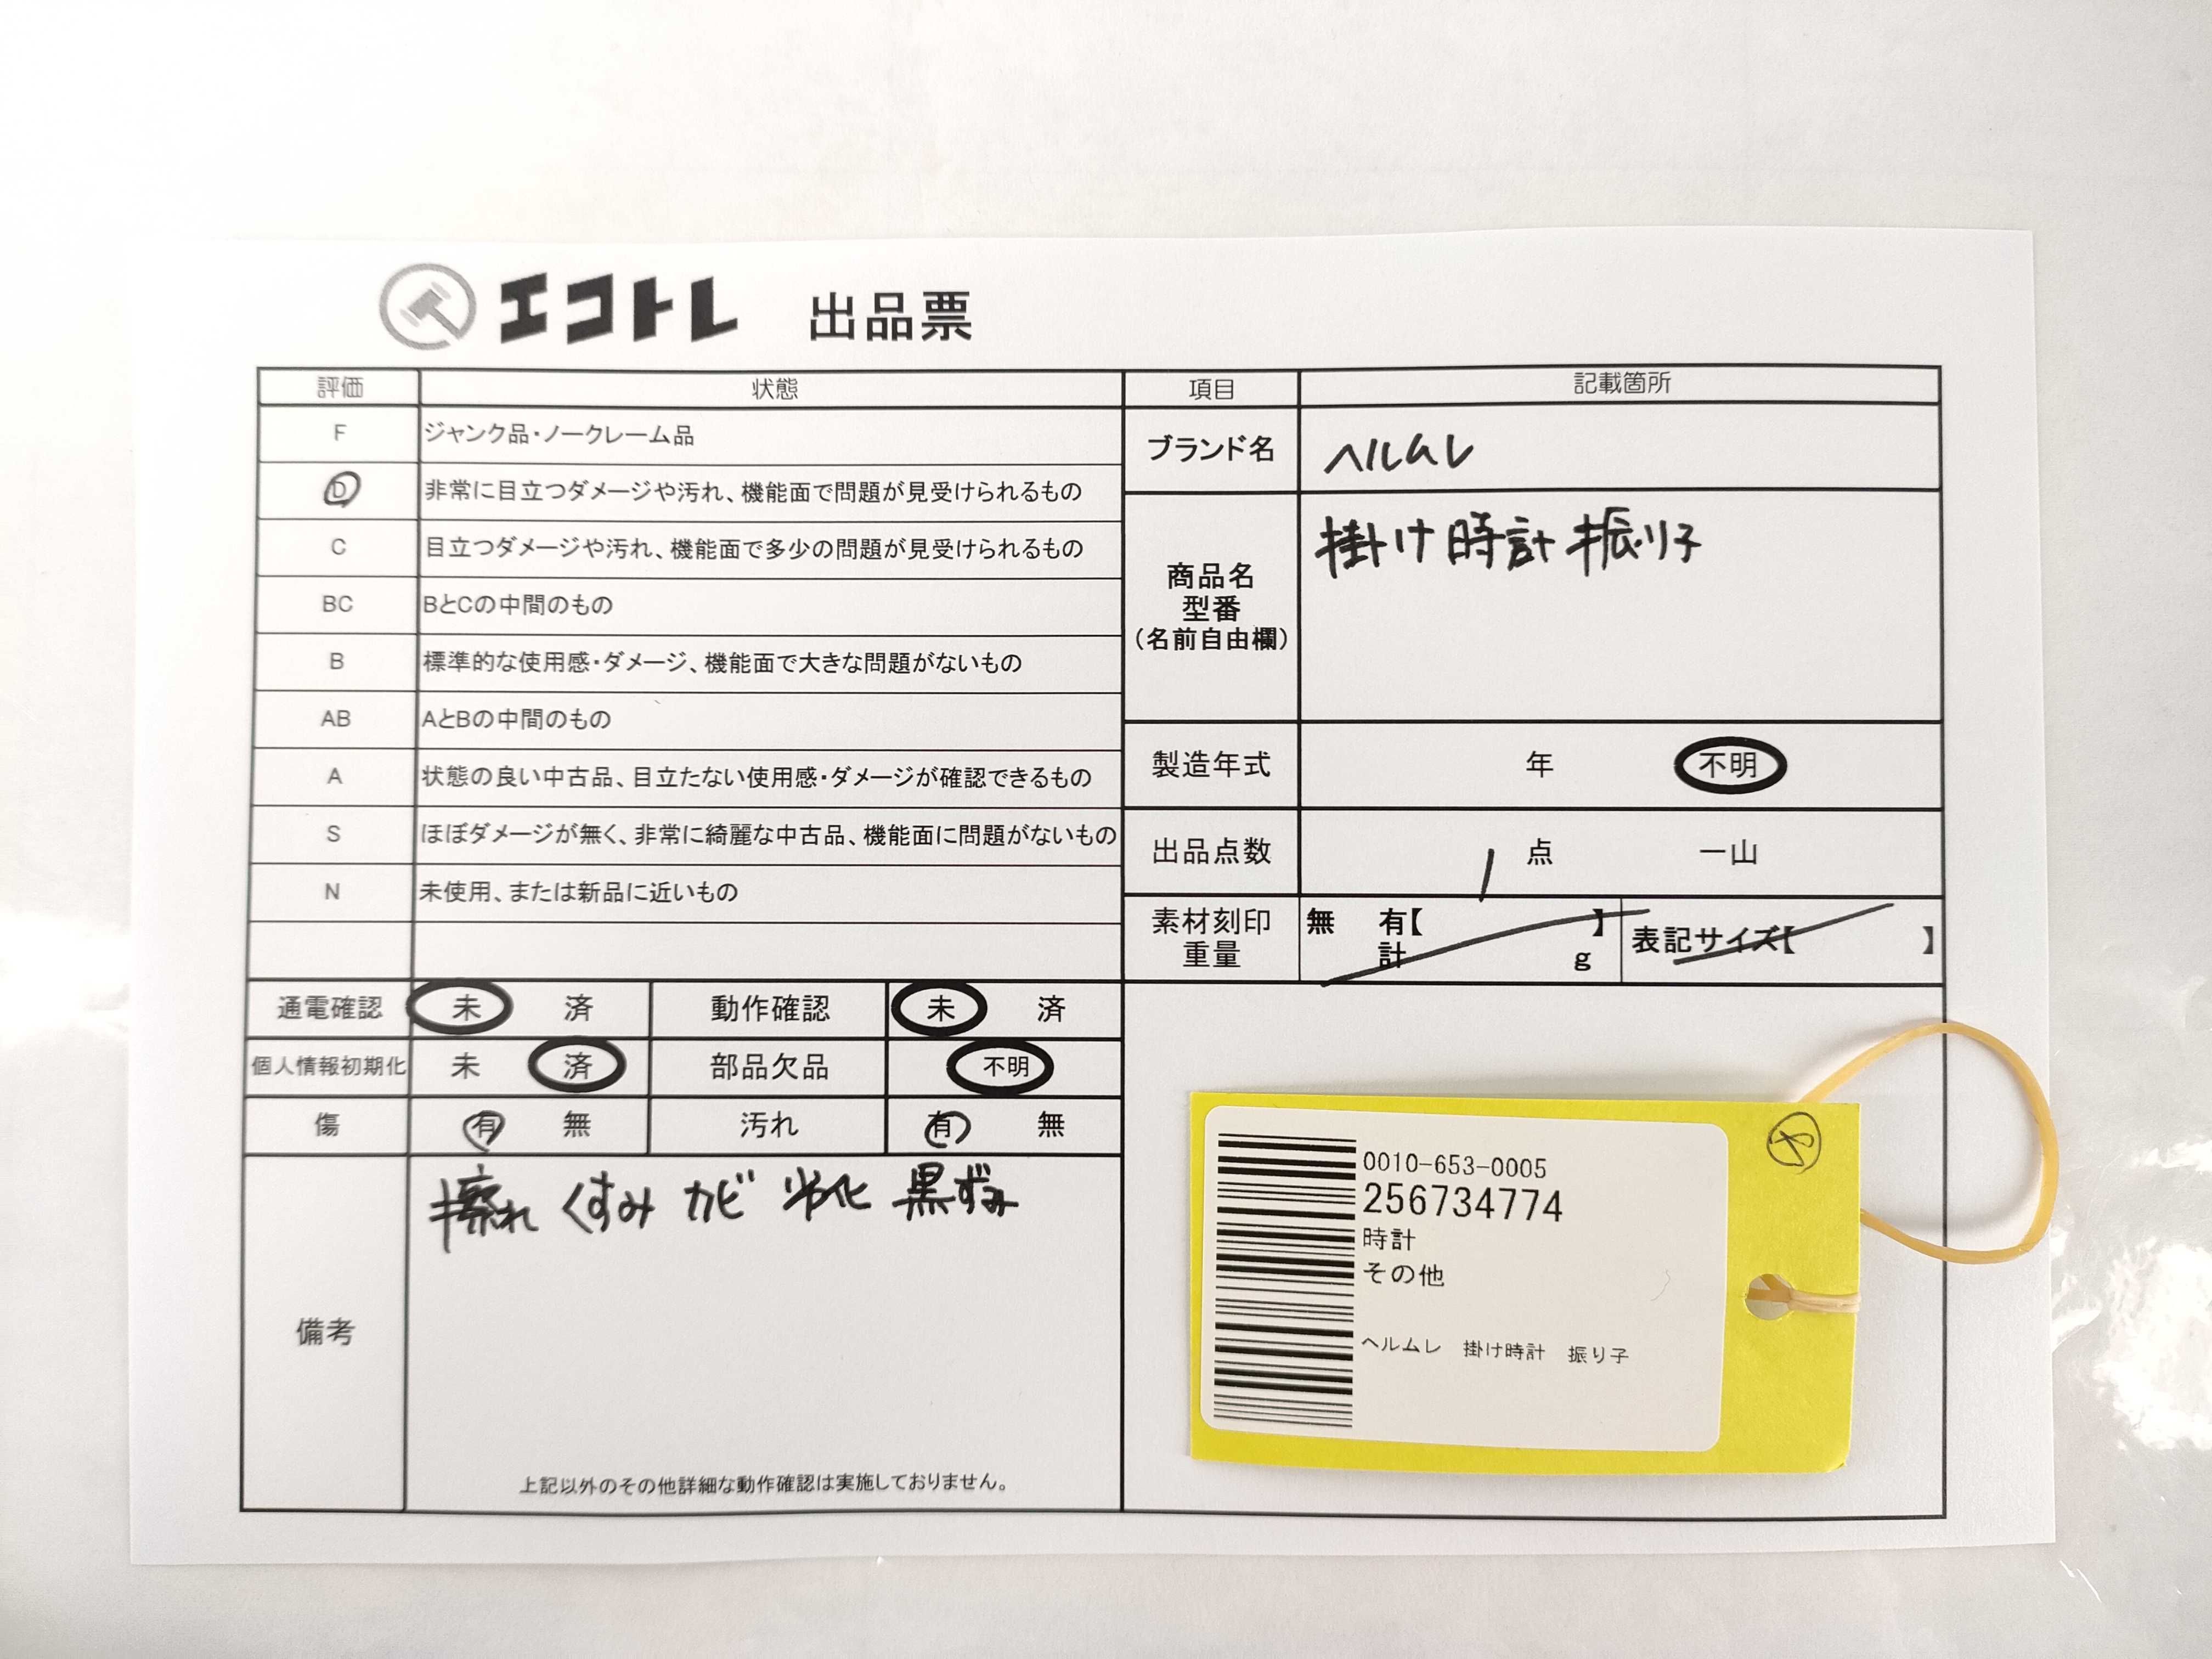 エコトレ 出品票
評価 状態 項目 記載箇所
F ジャンク品・ノークレーム品
D 非常に目立つダメージや汚れ、機能面で問題が見受けられるもの
C 目立つダメージや汚れ、機能面で多少の問題が見受けられるもの
BC BとCの中間のもの
B 標準的な使用感・ダメージ、機能面で大きな問題がないもの
AB AとBの中間のもの
A 状態の良い中古品、目立たない使用感・ダメージが確認できるもの
S ほぼダメージが無く、非常に綺麗な中古品、機能面に問題がないもの
N 未使用、または新品に近いもの
ブランド名 ヘルムレ
商品名
型番
(名前自由欄)
掛け時計 振り子
製造年式 年 不明
出品点数 1 点 一山
素材刻印
重量
無 有【 】
計 g
表記サイズ【 】
通電確認 未 済 動作確認 未 済
個人情報初期化 未 済 部品欠品 不明
傷 有 無 汚れ 有 無
備考
擦れ くすみ カビ 劣化 黒ずみ
上記以外のその他詳細な動作確認は実施しておりません。
0010-653-0005
256734774
時計
その他
ヘルムレ 掛け時計 振り子